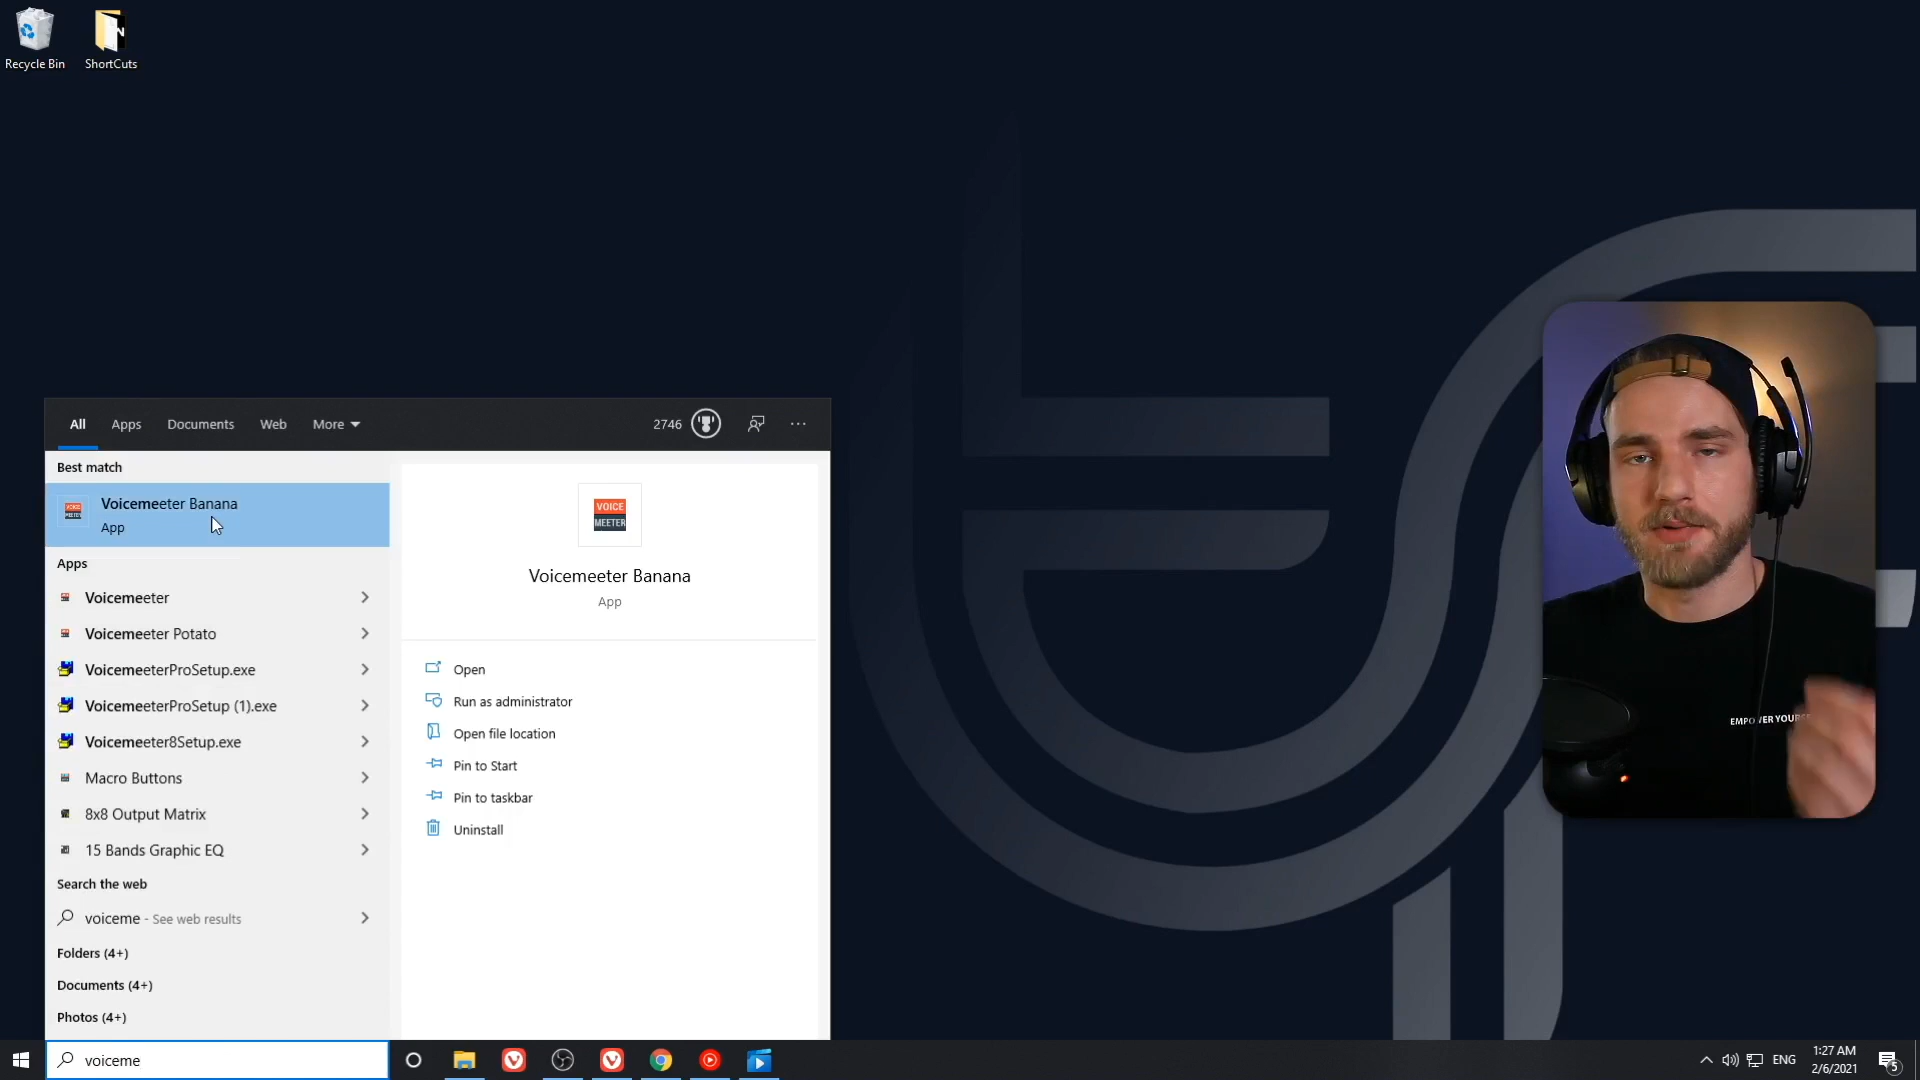 Recycle Bin
ShortCuts
All
Apps
Documents
Web
More
2746
Best match
Voicemeeter Banana
App
Apps
Voicemeeter
Voicemeeter Potato
VoicemeeterProSetup.exe
VoicemeeterProSetup (1).exe
Voicemeeter8Setup.exe
Macro Buttons
8x8 Output Matrix
15 Bands Graphic EQ
Search the web
voiceme - See web results
Folders (4+)
Documents (4+)
Photos (4+)
VOICE
MEETER
Voicemeeter Banana
App
Open
Run as administrator
Open file location
Pin to Start
Pin to taskbar
Uninstall
voiceme
ENG
1:27 AM
2/6/2021
5